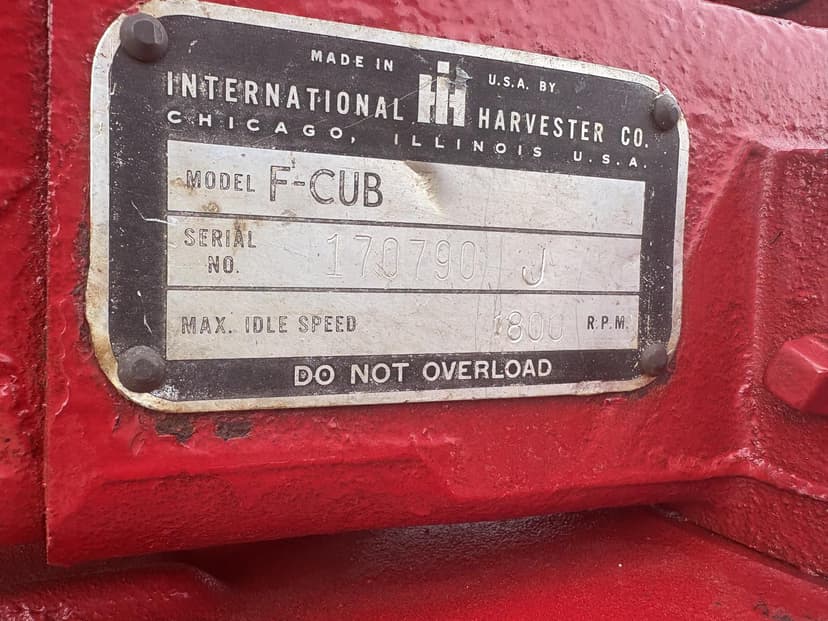 MADE IN IH U.S.A. BY
INTERNATIONAL HARVESTER CO.
CHICAGO, ILLINOIS U.S.A.
MODEL F-CUB
SERIAL NO. 170790 J
MAX. IDLE SPEED 1800 R.P.M.
DO NOT OVERLOAD